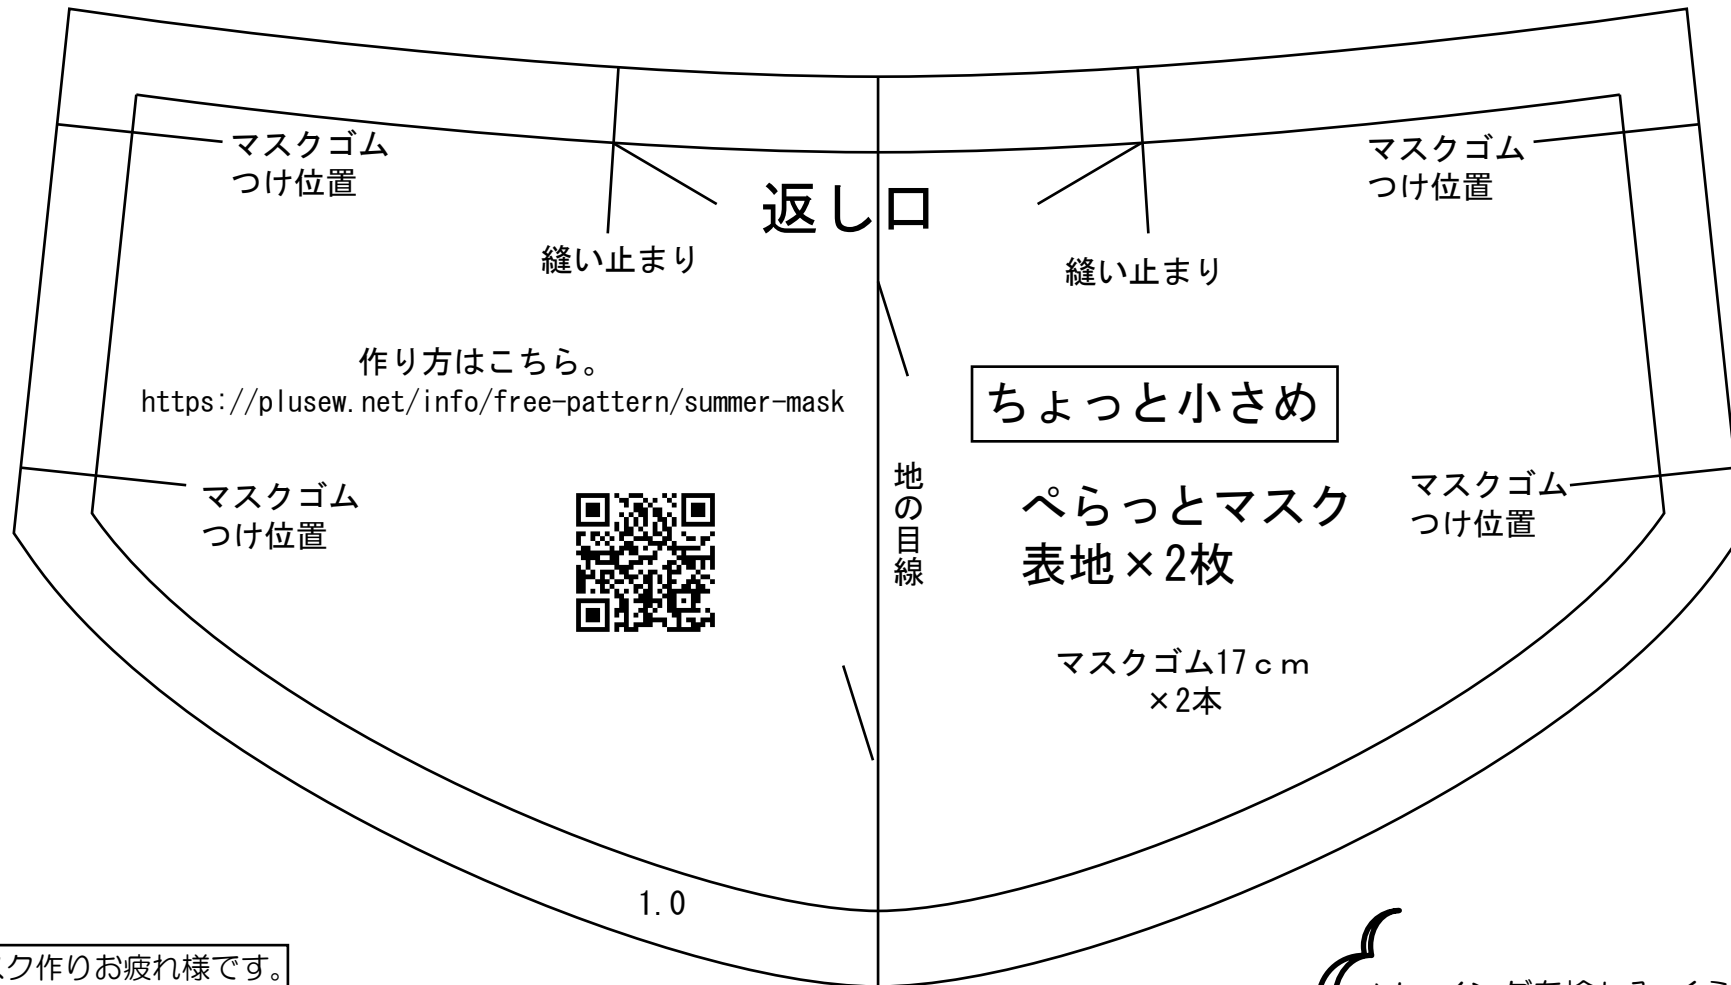 マスクゴム
つけ位置
マスクゴム
つけ位置
返し口
縫い止まり
縫い止まり
作り方はこちら。
https://plusew.net/info/free-pattern/summer-mask
ちょっと小さめ
地の目線
マスクゴム
つけ位置
ぺらっとマスク
表地×2枚
マスクゴム
つけ位置
マスクゴム17ｃｍ
×2本
1.0
スク作りお疲れ様です。